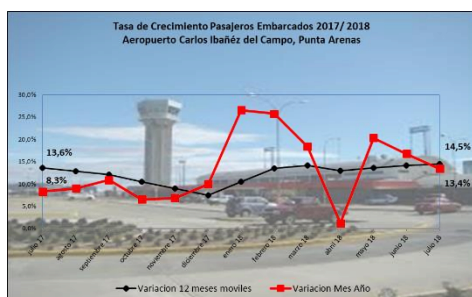 Tasa de Crecimiento Pasajeros Embarcados 2017/ 2018
Aeropuerto Carlos Ibañéz del Campo, Punta Arenas
30,0%
25,0%
20,0%
15,0%
10,0%
5,0%
0,0%
13,6%
8,3%
14,5%
13,4%
julio 17
agosto 17
septiembre 17
octubre 17
noviembre 17
diciembre 17
enero 18
febrero 18
marzo 18
abril 18
mayo 18
junio 18
julio 18
Variacion 12 meses moviles
Variacion Mes Año